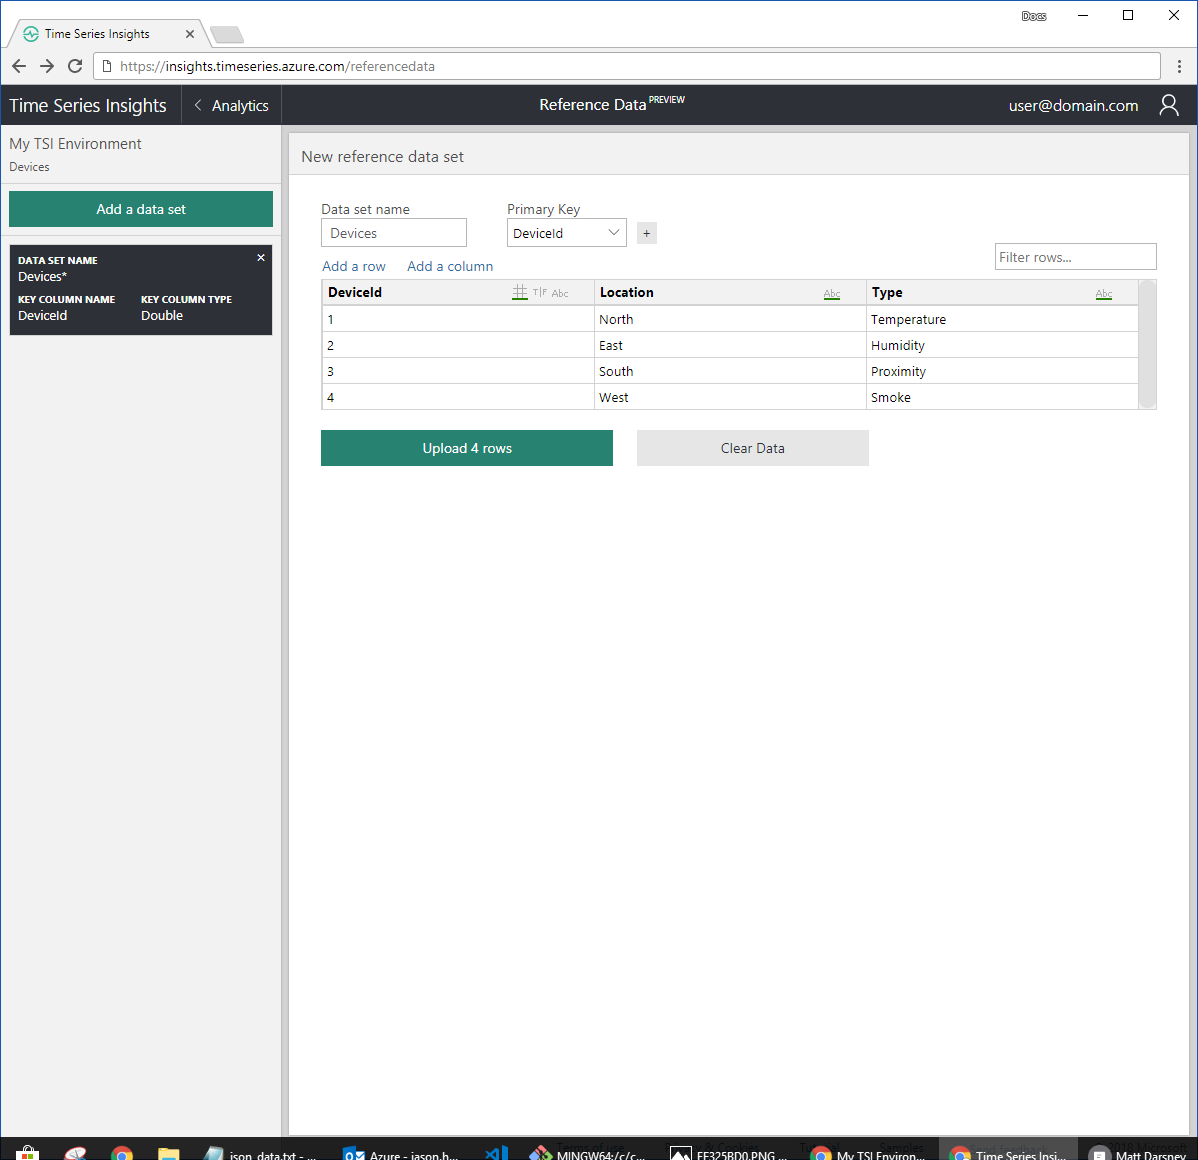 Docs
Time Series Insights
https://insights.timeseries.azure.com/referencedata
Time Series Insights
Analytics
Reference Data PREVIEW
user@domain.com
My TSI Environment
Devices
Add a data set
DATA SET NAME
Devices*
KEY COLUMN NAME KEY COLUMN TYPE
DeviceId Double
New reference data set
Data set name Primary Key
Devices DeviceId +
Add a row Add a column Filter rows...
DeviceId T|F Abc Location Abc Type Abc
1 North Temperature
2 East Humidity
3 South Proximity
4 West Smoke
Upload 4 rows Clear Data
json_data.txt - ... Azure - jason.h... MINGW64:/c/c... FF325BD0.PNG ... My TSI Environ... Time Series Insi... Matt Darsney